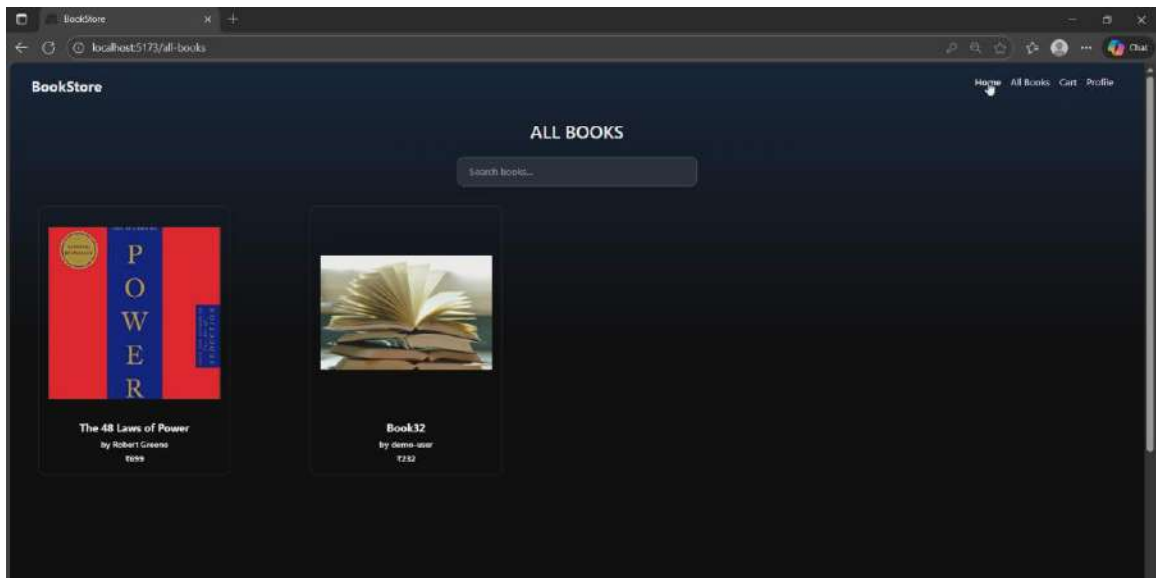 BookStore
localhost:5173/all-books
Chat
BookStore
Home All Books Cart Profile
ALL BOOKS
Search books...
POWER
The 48 Laws of Power
by Robert Greene
₹699
Book32
by demo-user
₹232